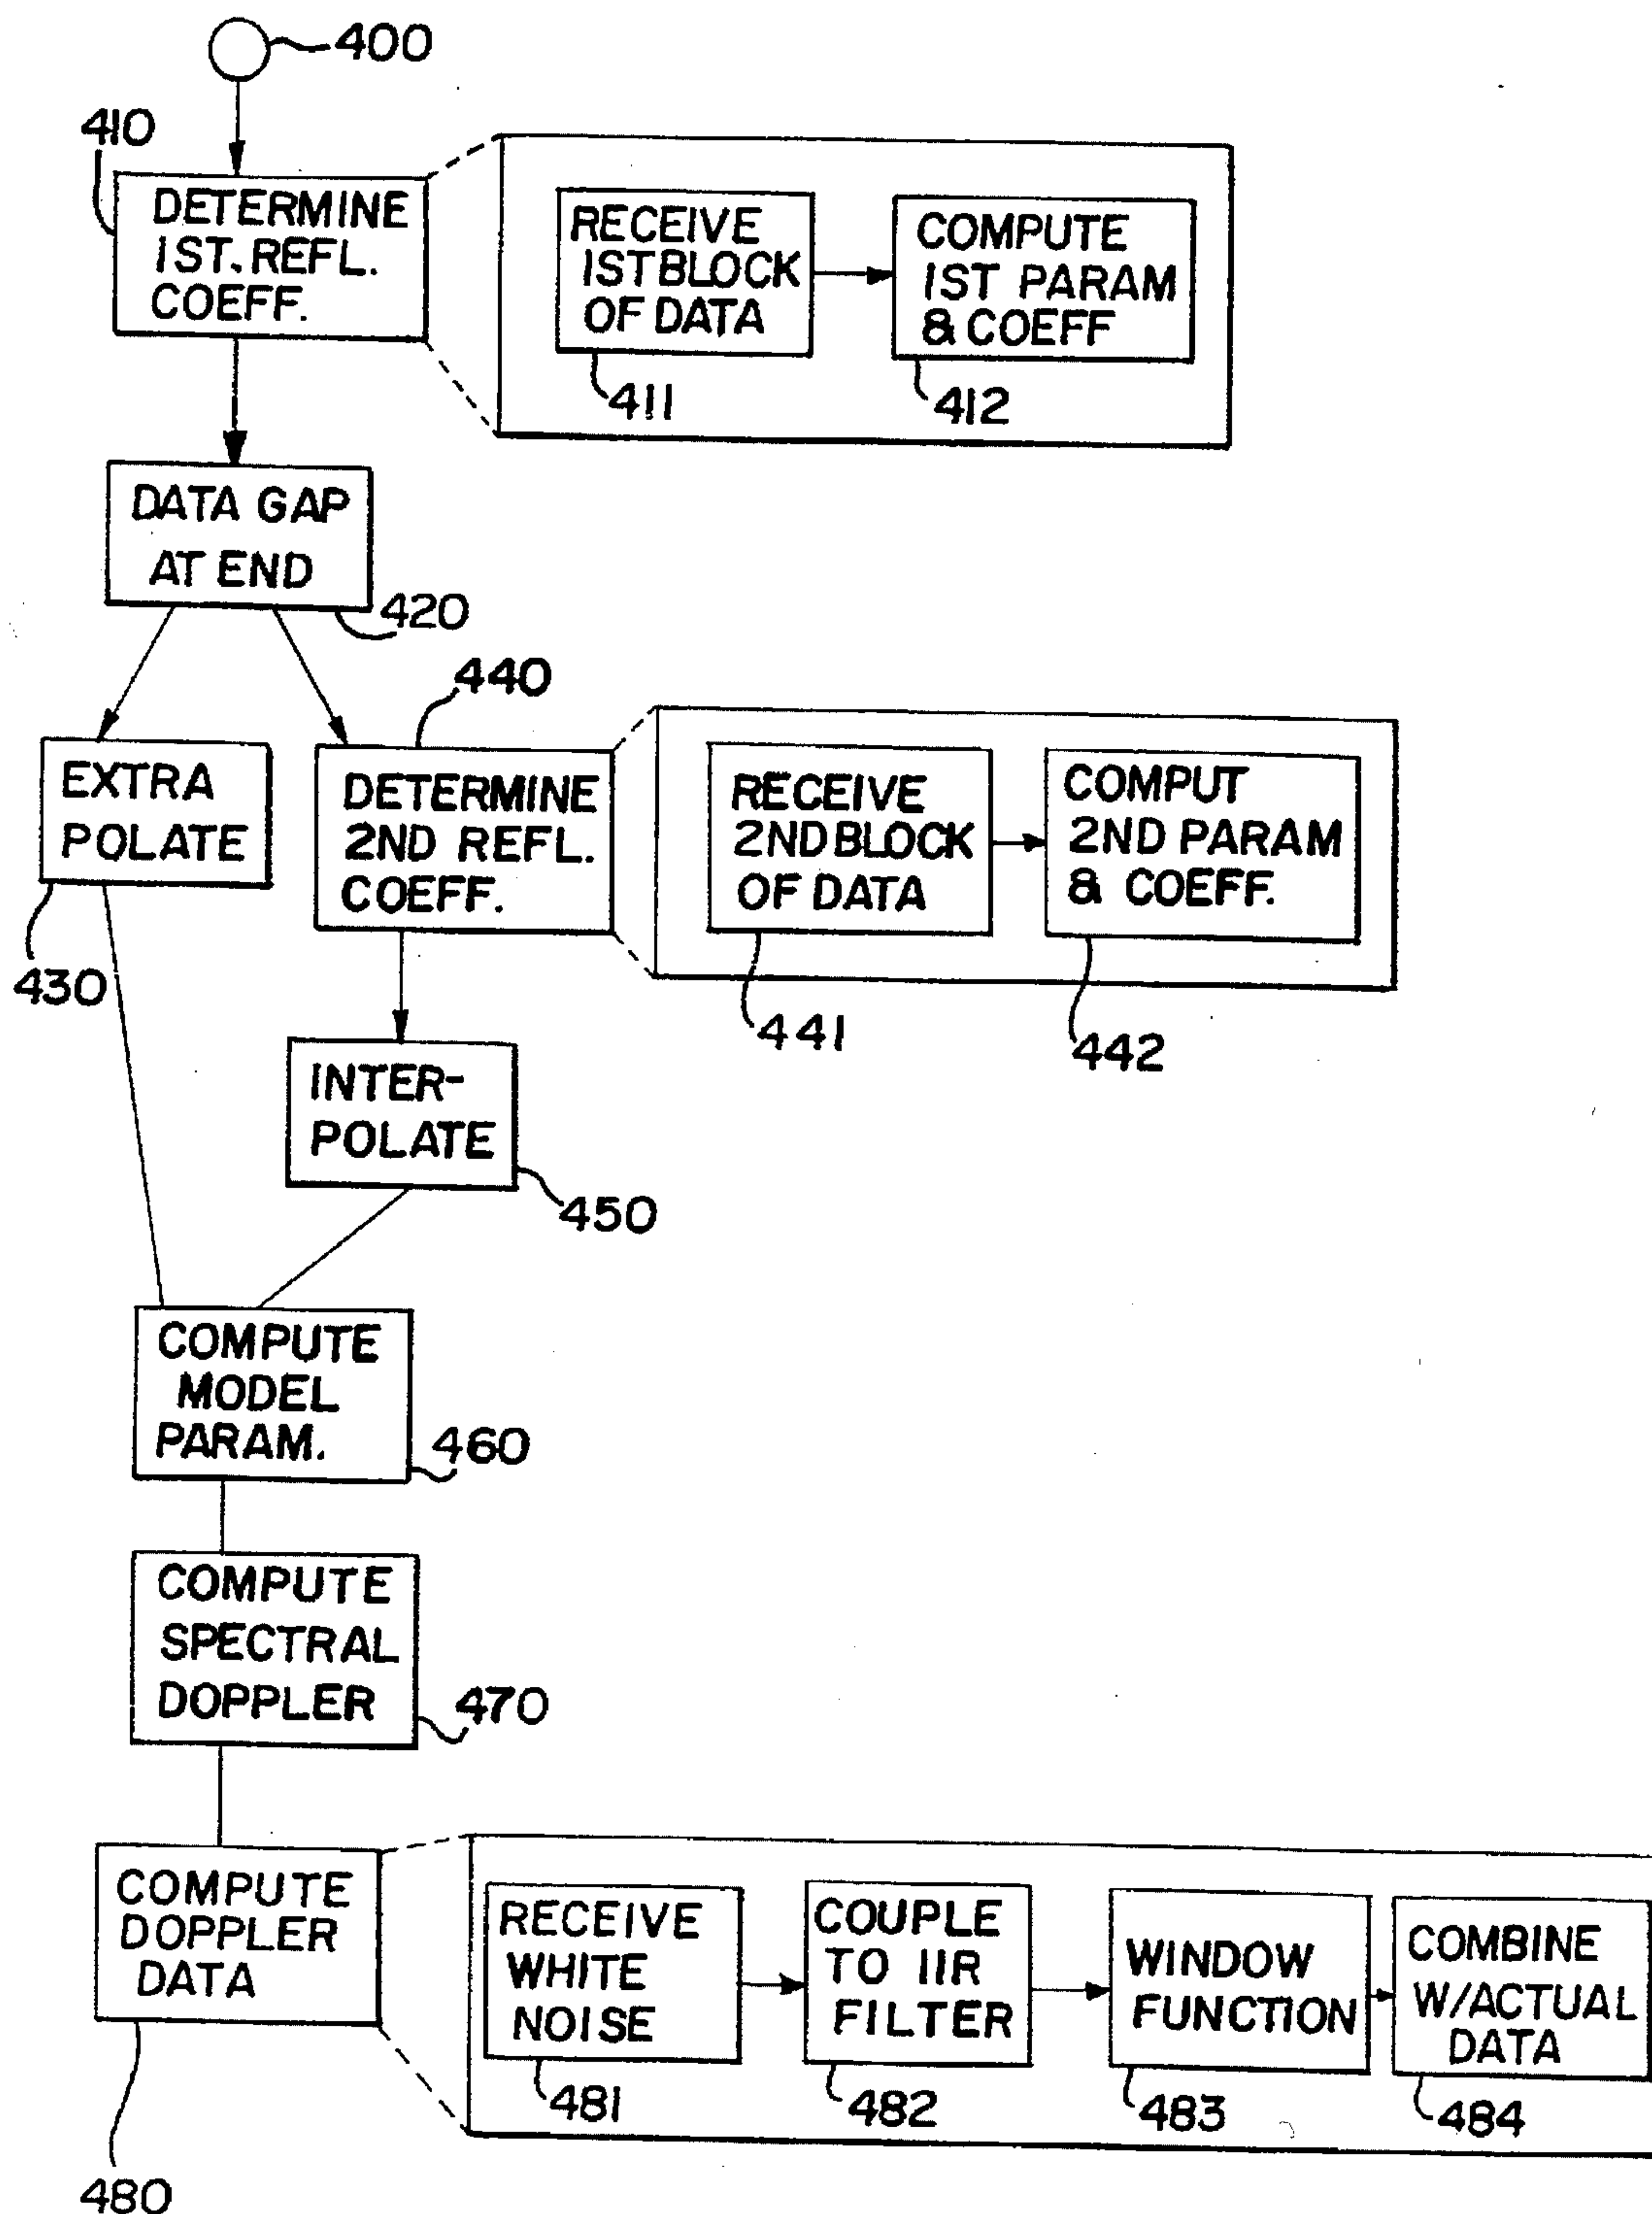 400
410
DETERMINE
1ST. REFL.
COEFF.
RECEIVE
1ST BLOCK
OF DATA
411
COMPUTE
1ST PARAM
& COEFF
412
DATA GAP
AT END
420
EXTRA
POLATE
430
440
DETERMINE
2ND REFL.
COEFF.
RECEIVE
2ND BLOCK
OF DATA
441
COMPUT
2ND PARAM
& COEFF.
442
INTER-
POLATE
450
COMPUTE
MODEL
PARAM.
460
COMPUTE
SPECTRAL
DOPPLER
470
COMPUTE
DOPPLER
DATA
480
RECEIVE
WHITE
NOISE
481
COUPLE
TO IIR
FILTER
482
WINDOW
FUNCTION
483
COMBINE
W/ACTUAL
DATA
484